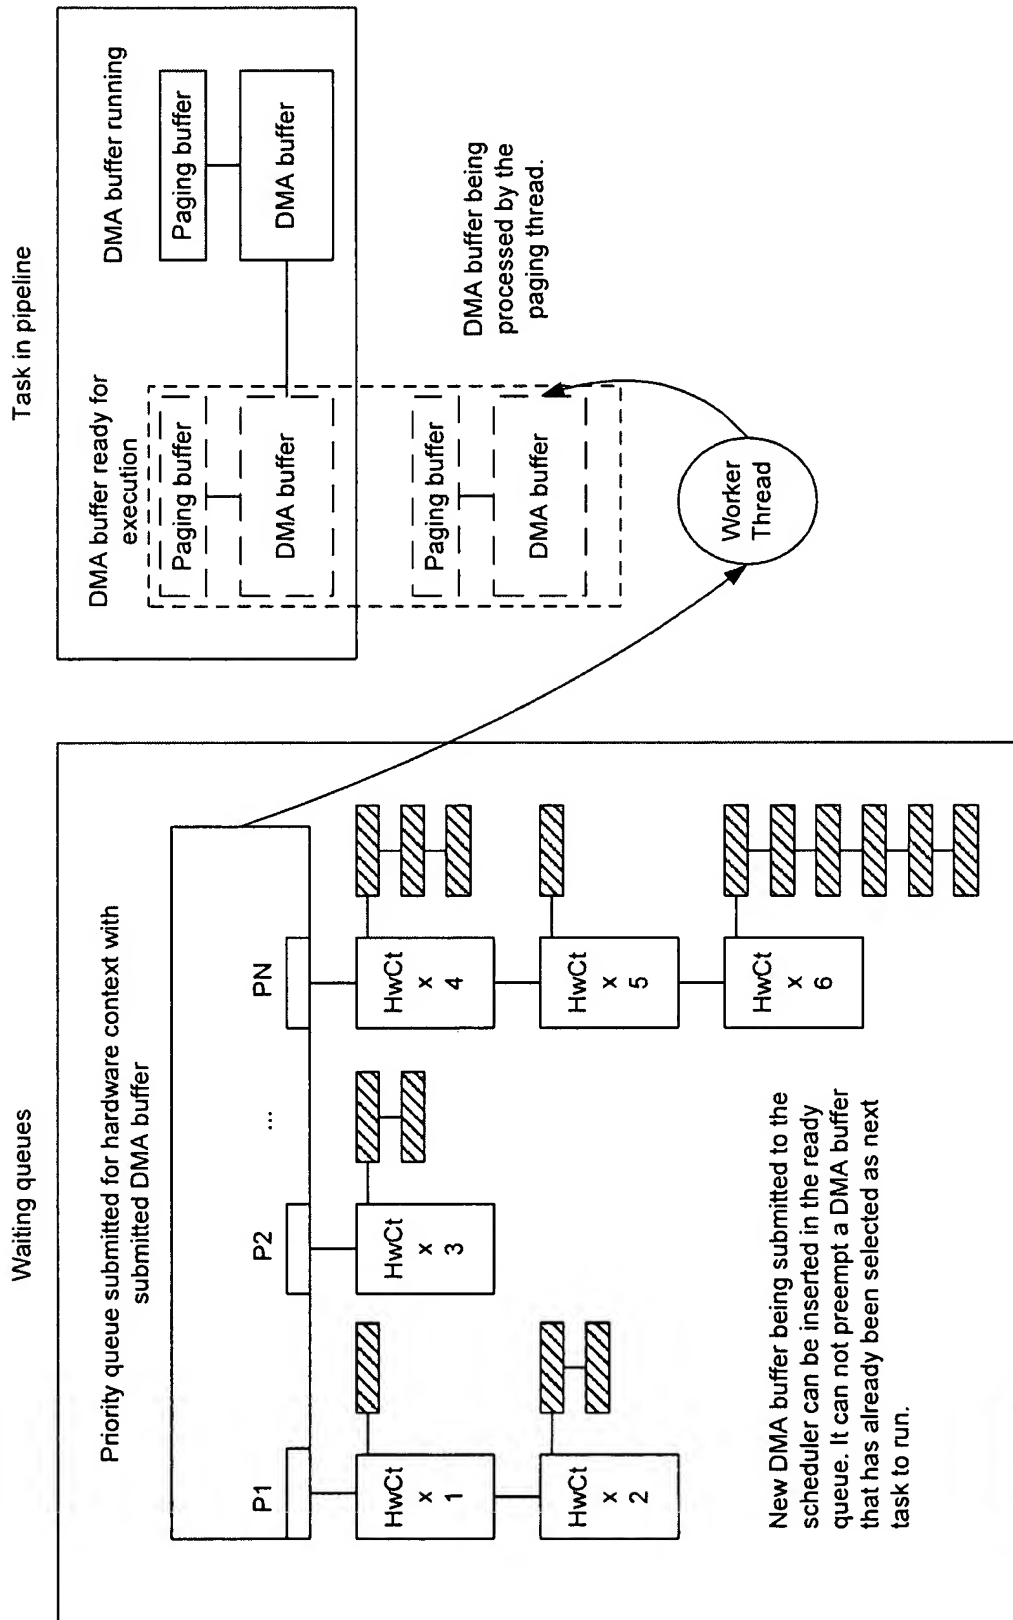 Waiting queues
Priority queue submitted for hardware context with
submitted DMA buffer
P1
P2
...
PN
HwCt
x
1
HwCt
x
2
HwCt
x
3
HwCt
x
4
HwCt
x
5
HwCt
x
6
New DMA buffer being submitted to the
scheduler can be inserted in the ready
queue. It can not preempt a DMA buffer
that has already been selected as next
task to run.
Task in pipeline
DMA buffer ready for
execution
Paging buffer
DMA buffer
DMA buffer running
Paging buffer
DMA buffer
Paging buffer
DMA buffer
DMA buffer being
processed by the
paging thread.
Worker
Thread